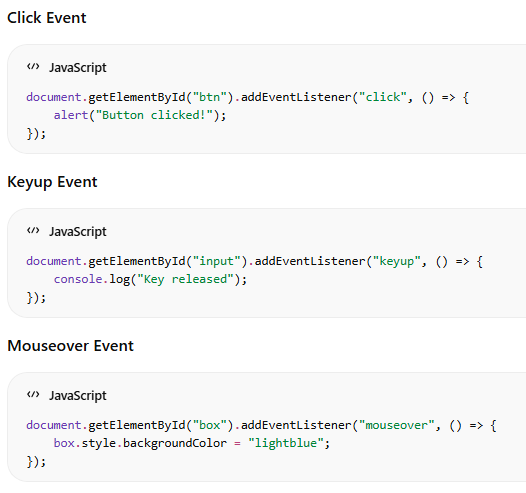 Click Event
</> JavaScript
document.getElementById("btn").addEventListener("click", () => {
    alert("Button clicked!");
});
Keyup Event
</> JavaScript
document.getElementById("input").addEventListener("keyup", () => {
    console.log("Key released");
});
Mouseover Event
</> JavaScript
document.getElementById("box").addEventListener("mouseover", () => {
    box.style.backgroundColor = "lightblue";
});